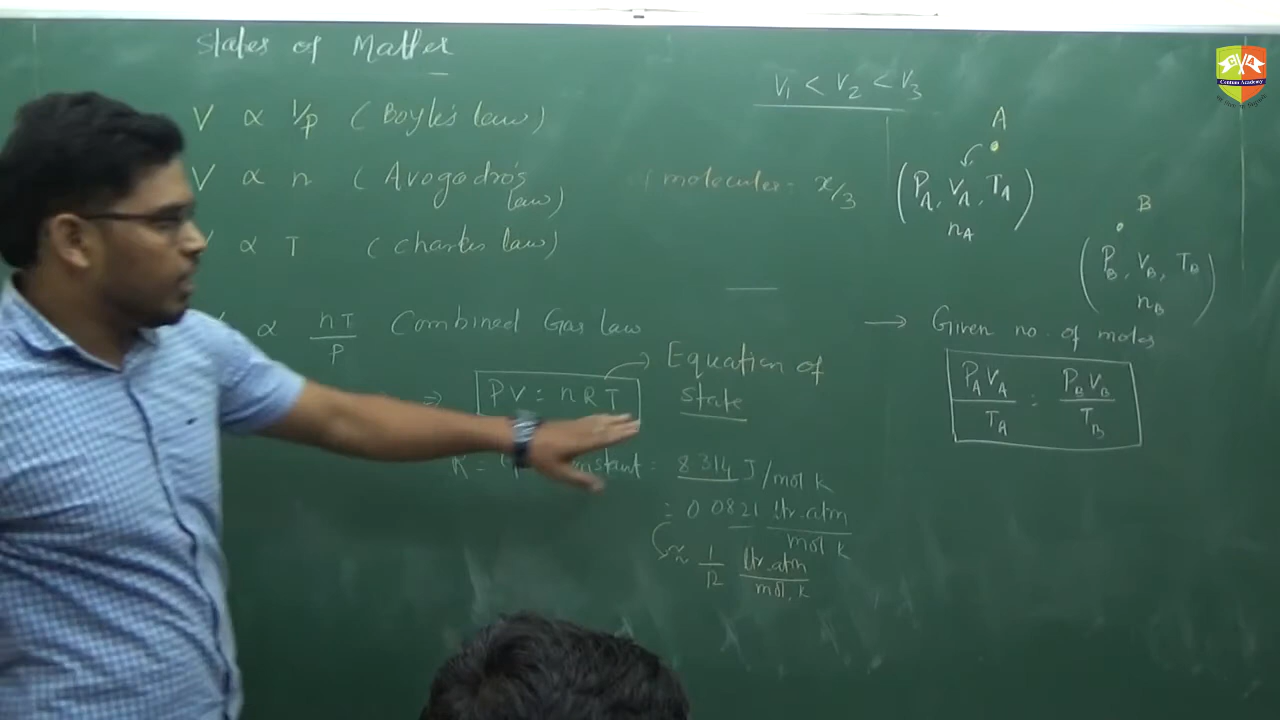 States of Matter
V ∝ 1/p (Boyle's law)
V ∝ n (Avogadro's
law)
∝ T (Charles law)
∝ nT/P Combined Gas law
⇒ PV = nRT → Equation of
state
R = constant = 8.314 J/mol K
= 0.0821 ltr.atm/mol K
≈ 1/12 ltr.atm/mol.K
V1 < V2 < V3
molecules = x/3
A
(PA, VA, TA)
nA
B
(PB, VB, TB)
nB
→ Given no. of moles
PAVA/TA = PBVB/TB
Centum Academy